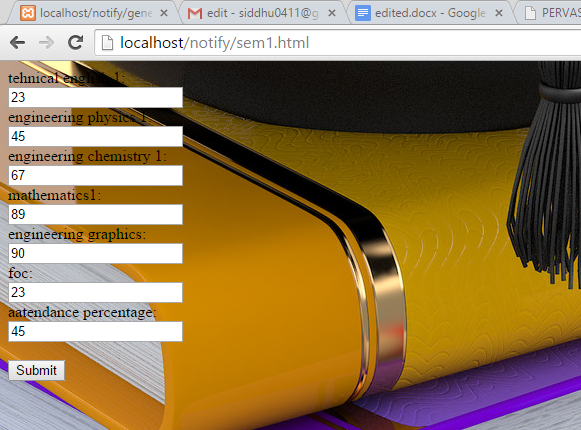 localhost/notify/gene
edit - siddhu0411@g
edited.docx - Google
PERVAS
localhost/notify/sem1.html
tehnical english 1:
23
engineering physics 1:
45
engineering chemistry 1:
67
mathematics1:
89
engineering graphics:
90
foc:
23
aatendance percentage:
45
Submit